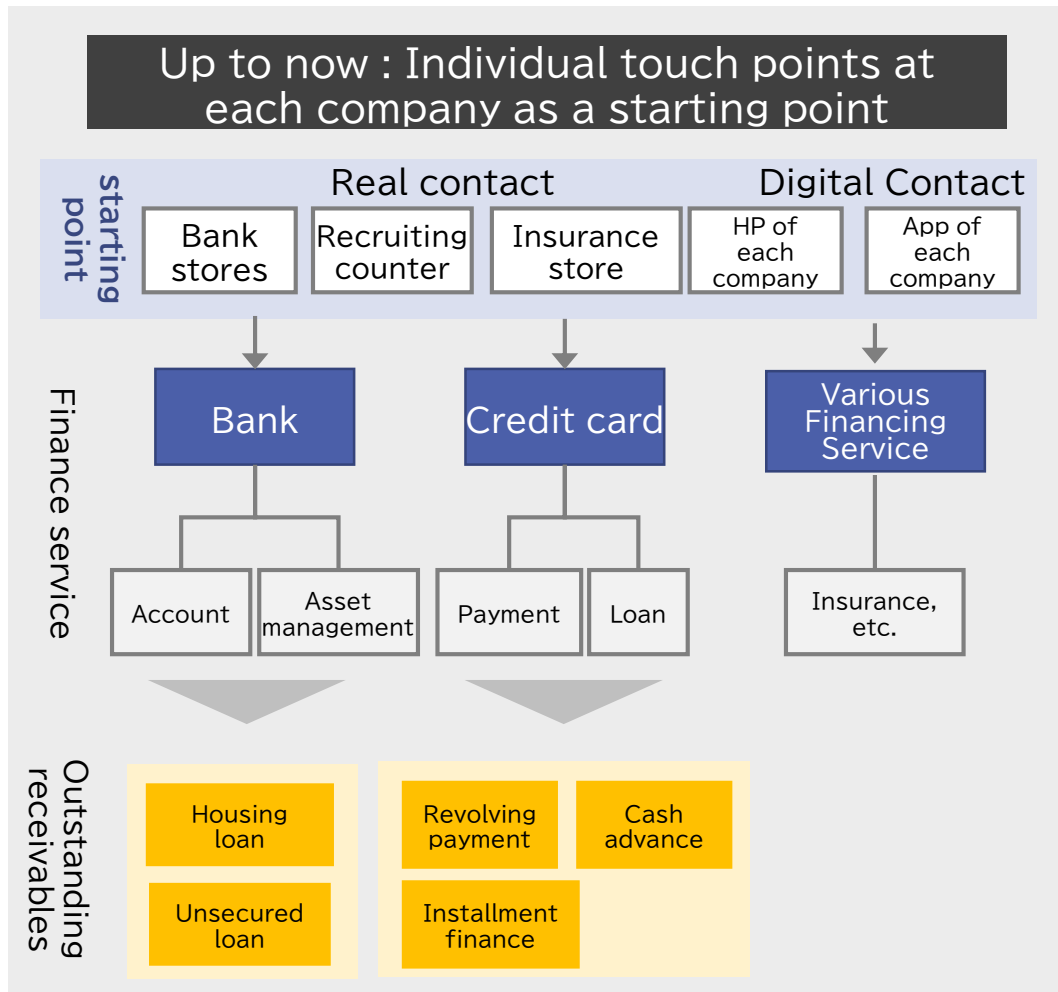 Up to now : Individual touch points at
each company as a starting point
starting
point
Real contact
Digital Contact
Bank
stores
Recruiting
counter
Insurance
store
HP of
each
company
App of
each
company
Finance service
Bank
Credit card
Various
Financing
Service
Account
Asset
management
Payment
Loan
Insurance,
etc.
Outstanding
receivables
Housing
loan
Unsecured
loan
Revolving
payment
Cash
advance
Installment
finance